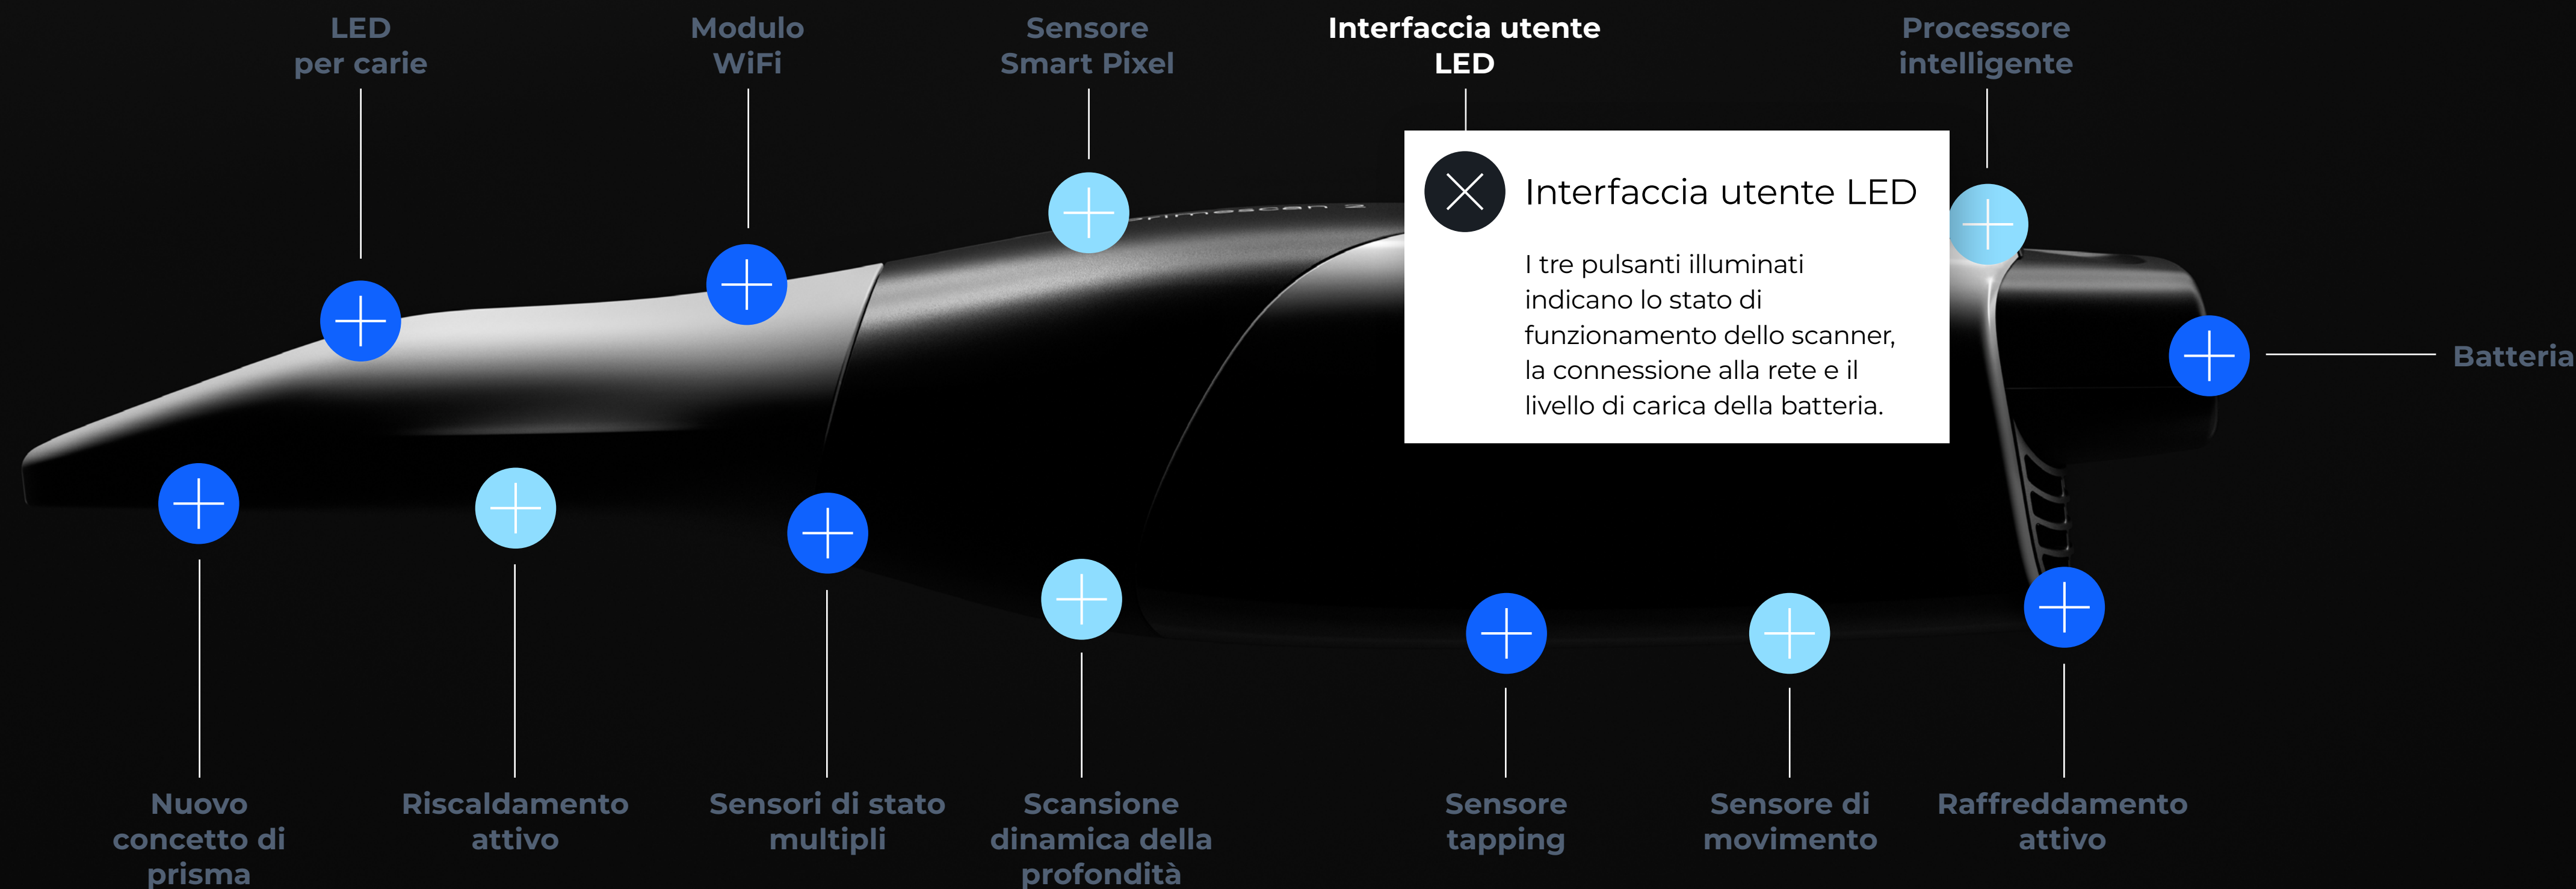 LED
per carie
Modulo
WiFi
Sensore
Smart Pixel
Interfaccia utente
LED
Processore
intelligente
primescan 2
Interfaccia utente LED
I tre pulsanti illuminati
indicano lo stato di
funzionamento dello scanner,
la connessione alla rete e il
livello di carica della batteria.
Batteria
Nuovo
concetto di
prisma
Riscaldamento
attivo
Sensori di stato
multipli
Scansione
dinamica della
profondità
Sensore
tapping
Sensore di
movimento
Raffreddamento
attivo